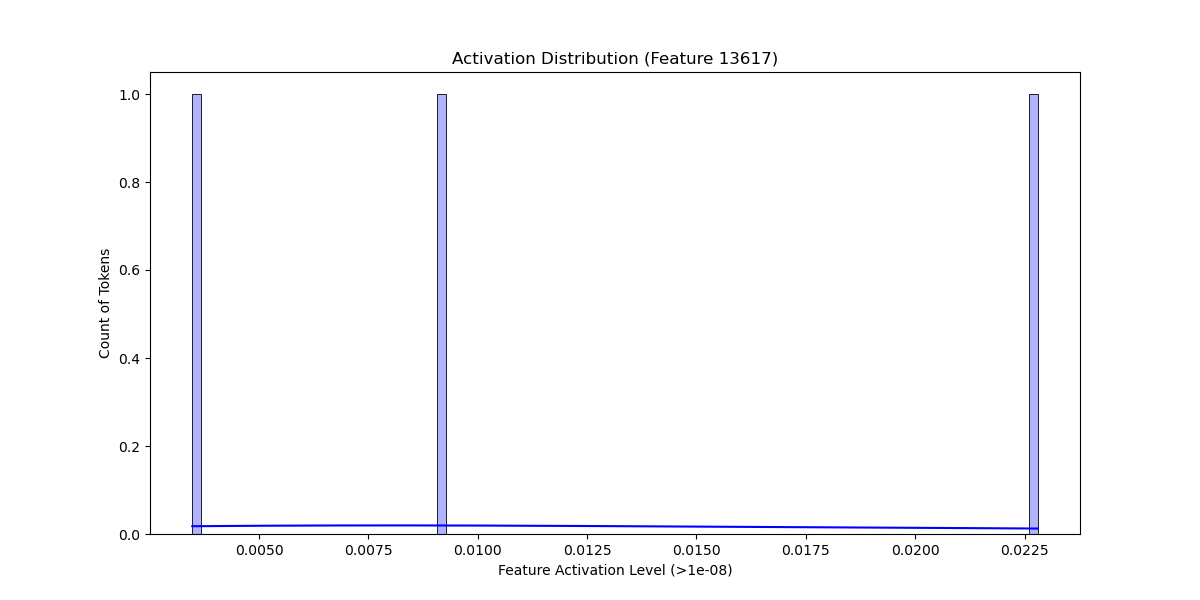 Activation Distribution (Feature 13617)
Count of Tokens
1.0
0.8
0.6
0.4
0.2
0.0
0.0050 0.0075 0.0100 0.0125 0.0150 0.0175 0.0200 0.0225
Feature Activation Level (>1e-08)